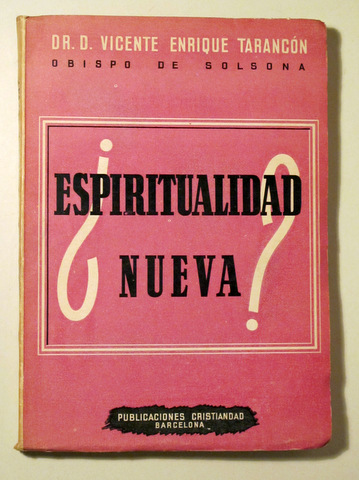 DR. D. VICENTE ENRIQUE TARANCÓN
OBISPO DE SOLSONA
¿ESPIRITUALIDAD
NUEVA?
PUBLICACIONES CRISTIANDAD
BARCELONA